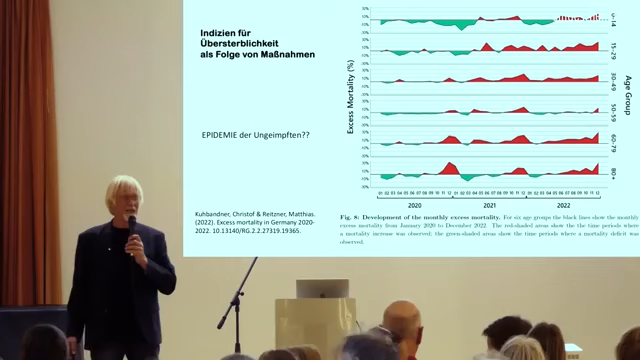 Indizien für
Übersterblichkeit
als Folge von Maßnahmen
EPIDEMIE der Ungeimpften??
Kuhbandner, Christof & Reitzner, Matthias.
(2022). Excess mortality in Germany 2020-
2022. 10.13140/RG.2.2.27319.19365.
Excess Mortality (%)
0-14
15-29
30-49
50-59
60-79
80+
Age Group
2020
2021
2022
Fig. 8: Development of the monthly excess mortality. For six age groups the black lines show the monthly
excess mortality from January 2020 to December 2022. The red-shaded areas show the the time periods where
a mortality increase was observed; the green-shaded areas show the time periods where a mortality deficit was
observed.